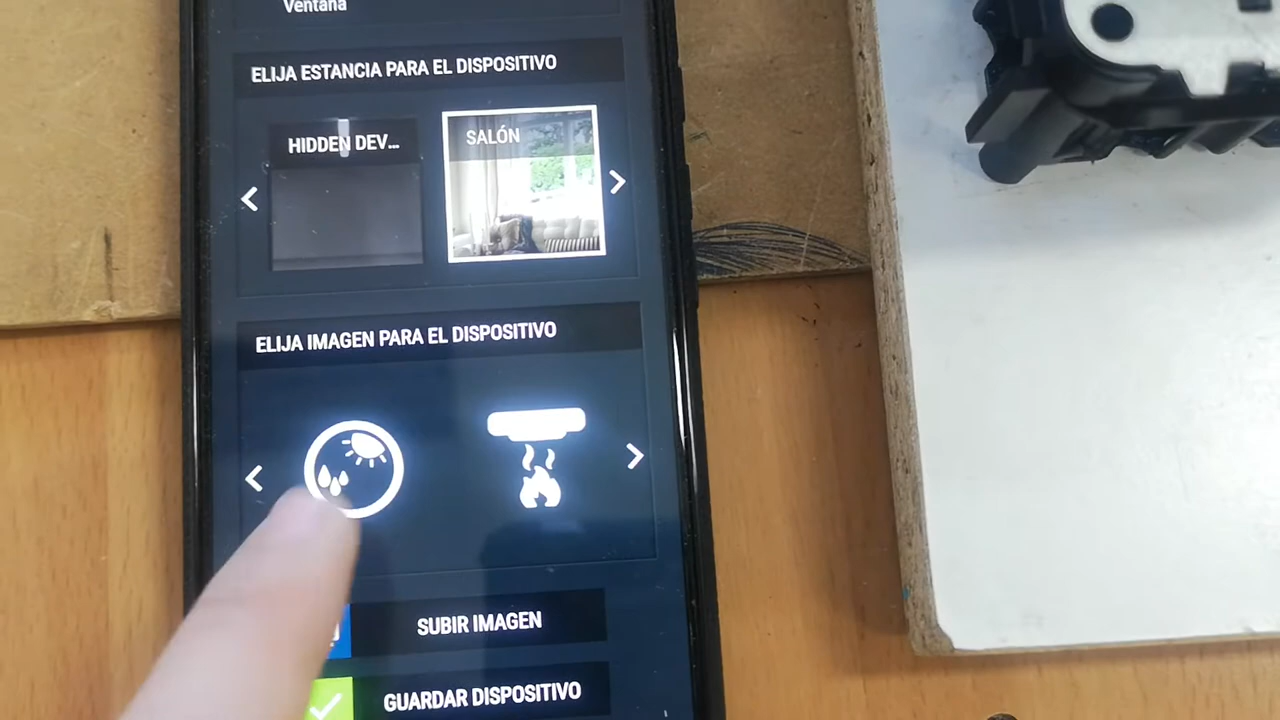 Ventana
ELIJA ESTANCIA PARA EL DISPOSITIVO
HIDDEN DEV...
SALÓN
ELIJA IMAGEN PARA EL DISPOSITIVO
SUBIR IMAGEN
GUARDAR DISPOSITIVO